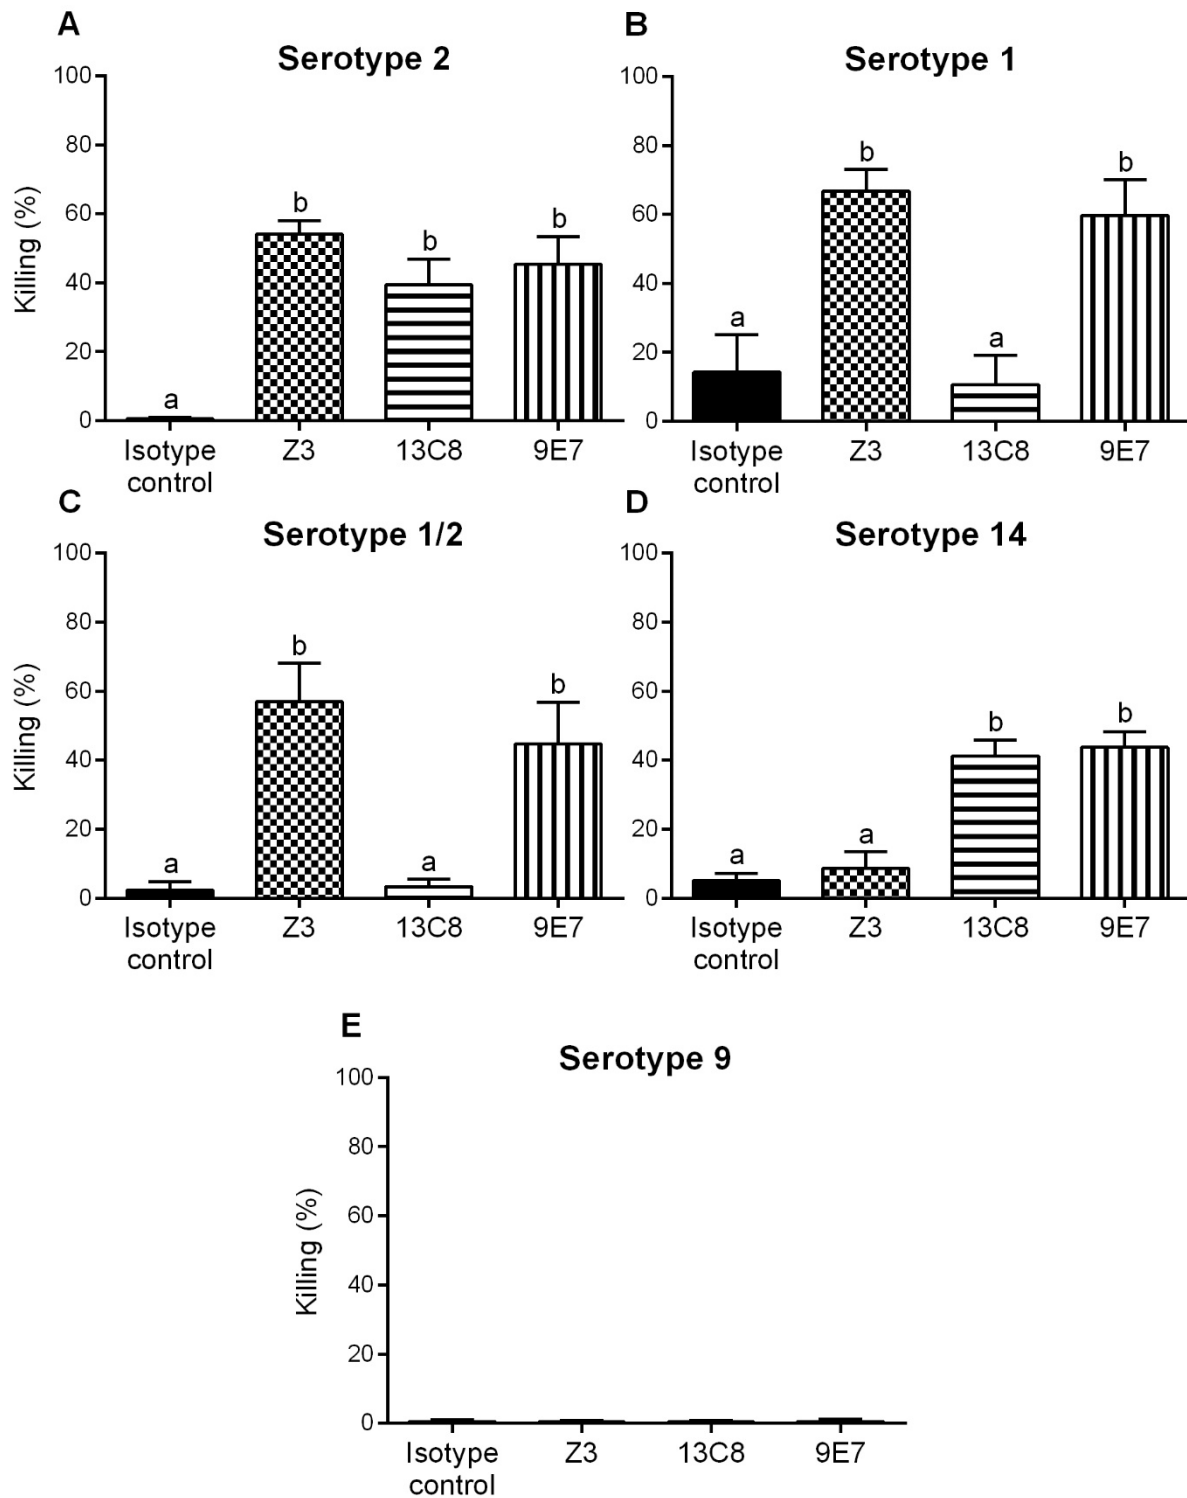 A
Serotype 2
100
80
60
40
20
0
Killing (%)
a
b
b
b
Isotype control
Z3
13C8
9E7
B
Serotype 1
100
80
60
40
20
0
a
b
a
b
Isotype control
Z3
13C8
9E7
C
Serotype 1/2
100
80
60
40
20
0
Killing (%)
a
b
a
b
Isotype control
Z3
13C8
9E7
D
Serotype 14
100
80
60
40
20
0
a
a
b
b
Isotype control
Z3
13C8
9E7
E
Serotype 9
100
80
60
40
20
0
Killing (%)
Isotype control
Z3
13C8
9E7